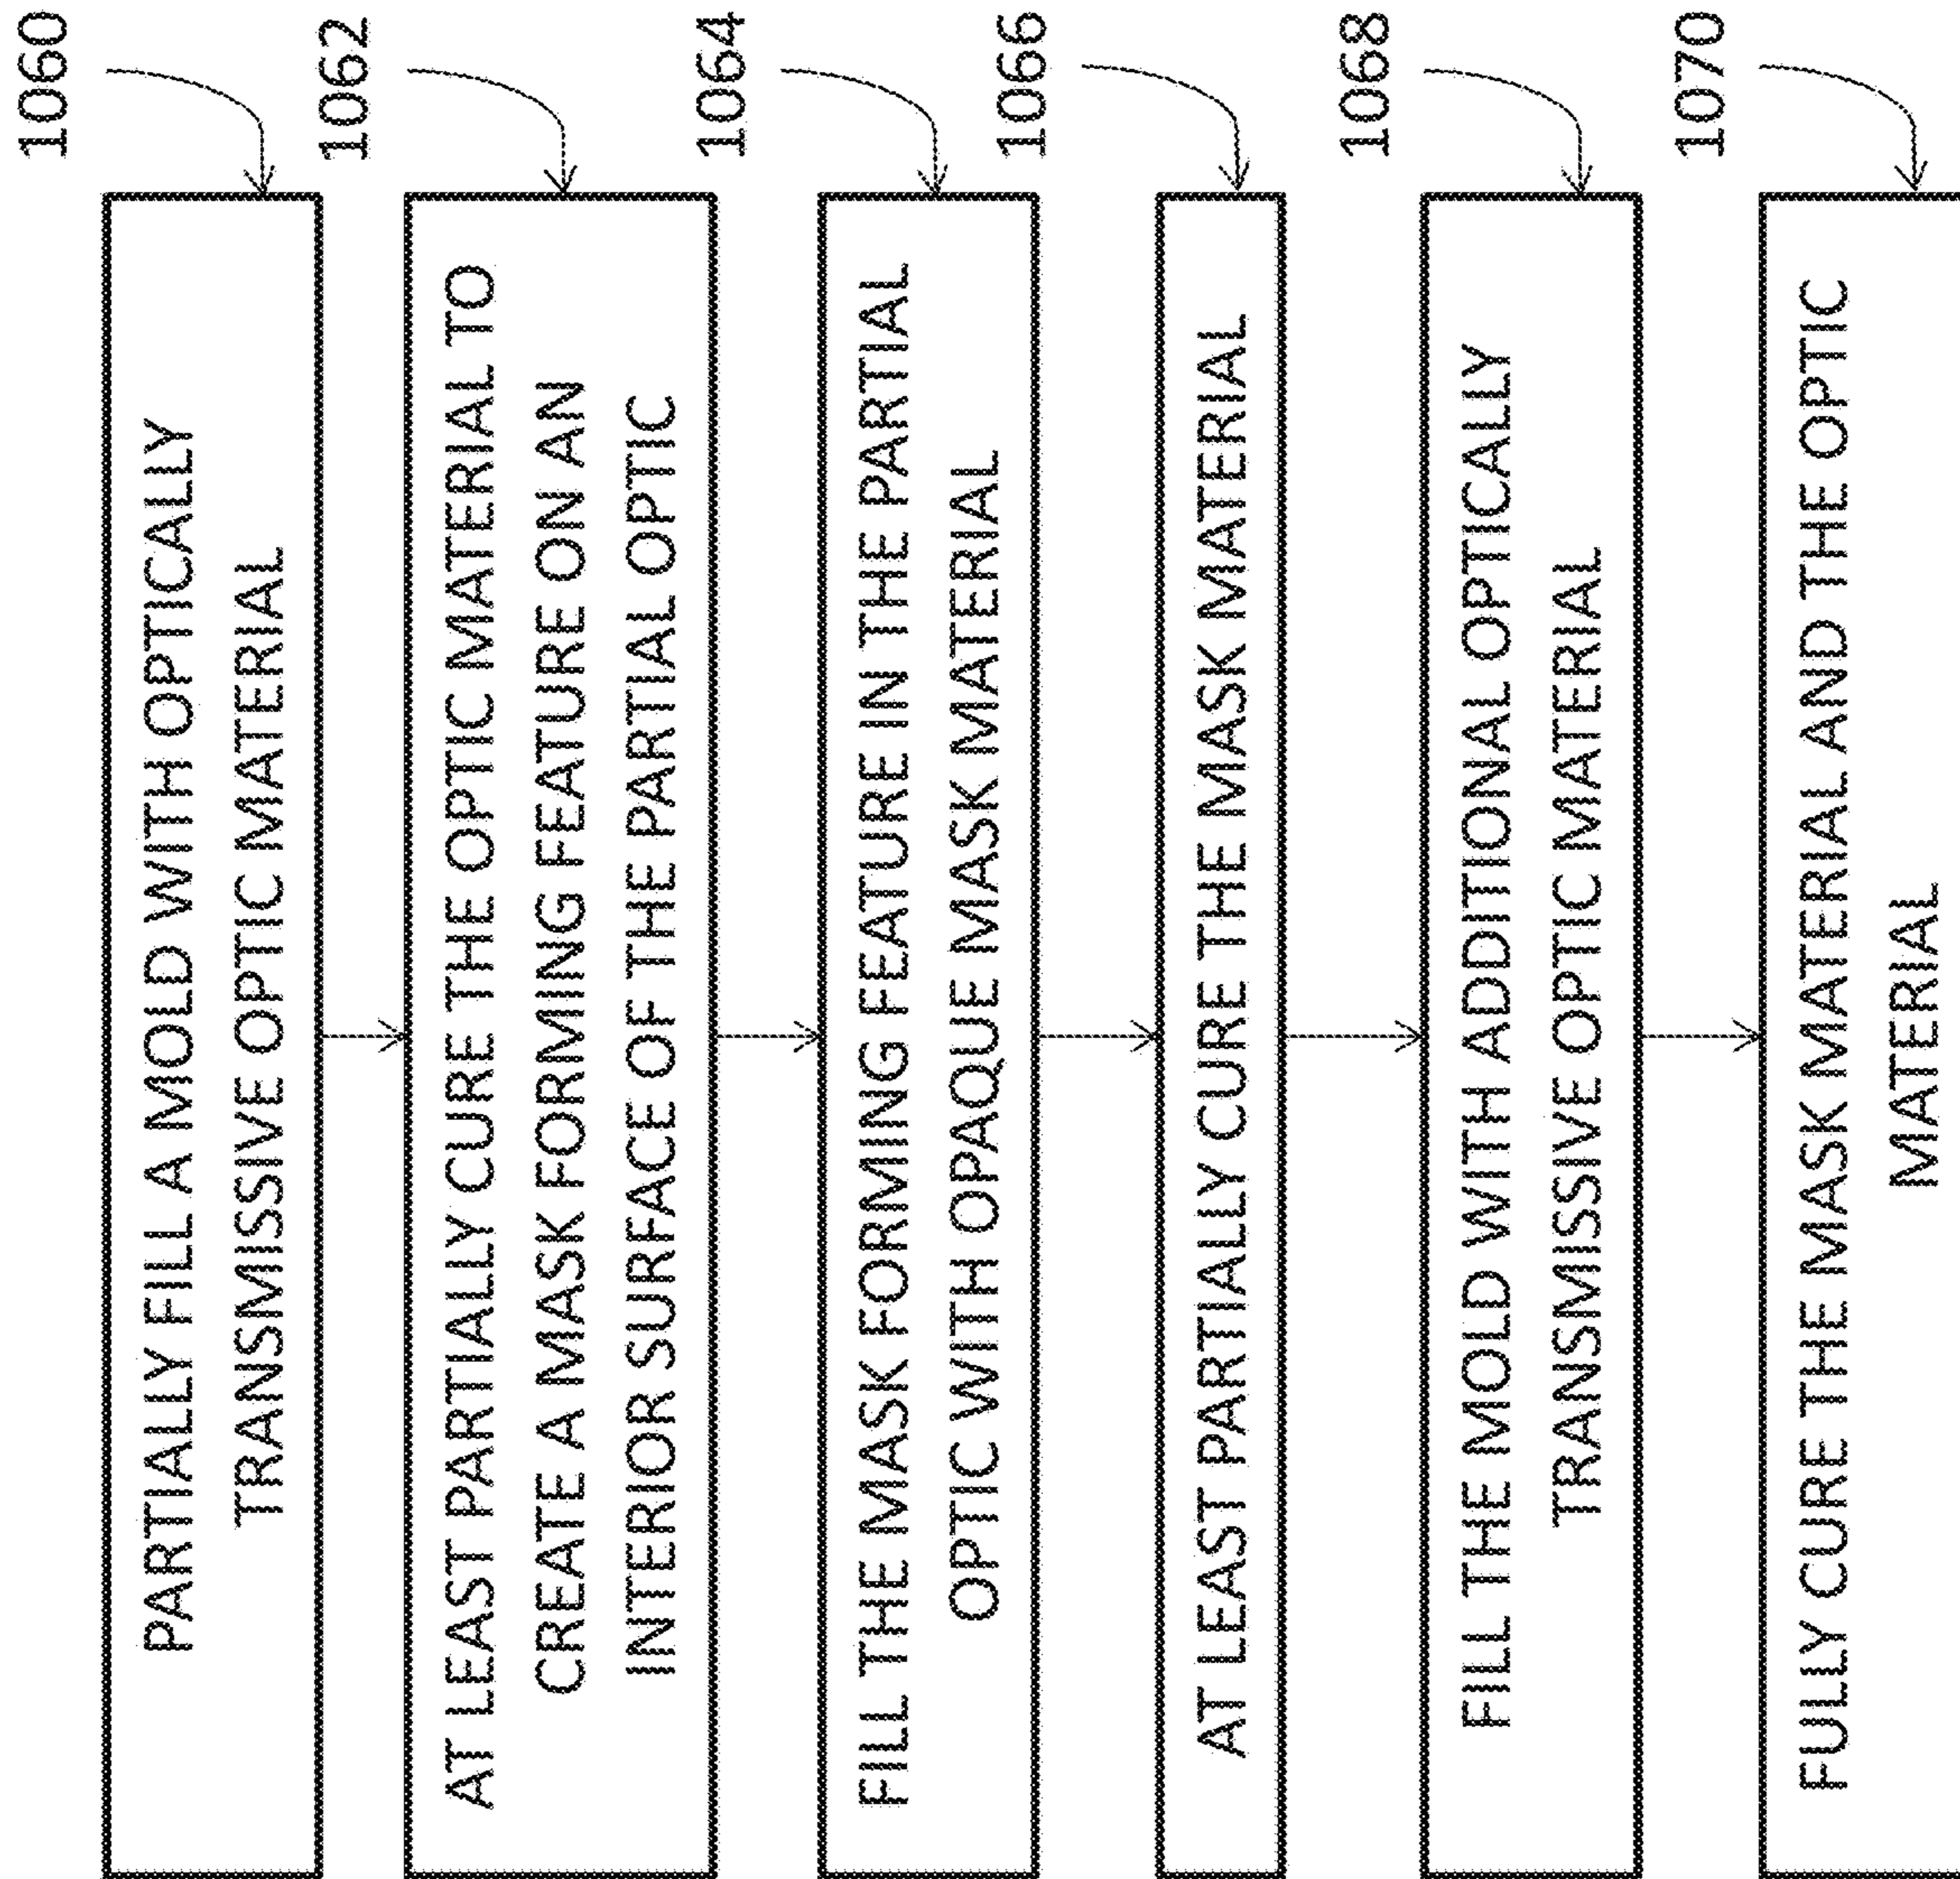 1060
PARTIALLY FILL A MOLD WITH OPTICALLY
TRANSMISSIVE OPTIC MATERIAL
1062
AT LEAST PARTIALLY CURE THE OPTIC MATERIAL TO
CREATE A MASK FORMING FEATURE ON AN
INTERIOR SURFACE OF THE PARTIAL OPTIC
1064
FILL THE MASK FORMING FEATURE IN THE PARTIAL
OPTIC WITH OPAQUE MASK MATERIAL
1066
AT LEAST PARTIALLY CURE THE MASK MATERIAL
1068
FILL THE MOLD WITH ADDITIONAL OPTICALLY
TRANSMISSIVE OPTIC MATERIAL
1070
FULLY CURE THE MASK MATERIAL AND THE OPTIC
MATERIAL